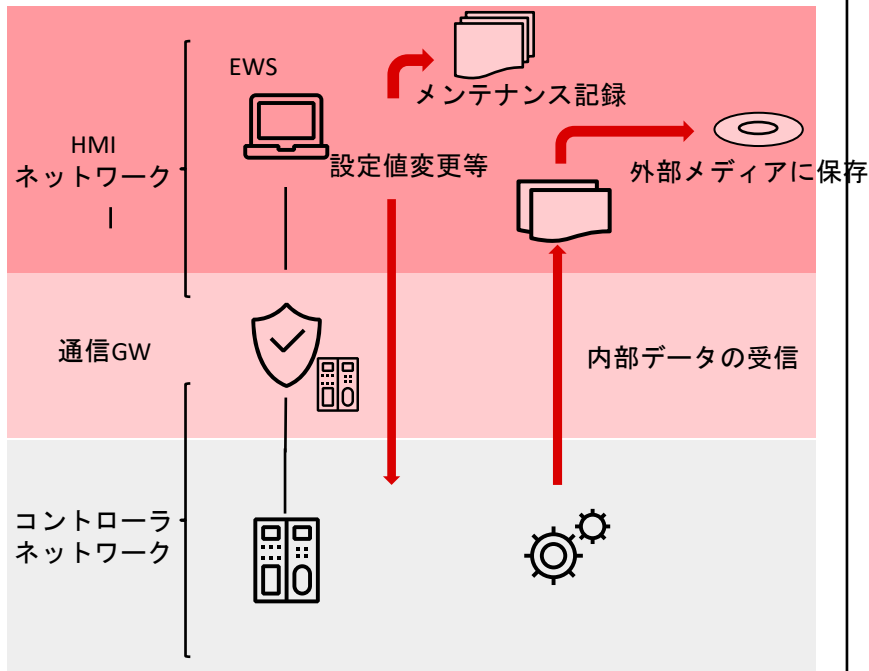 EWS
メンテナンス記録
HMI
ネットワーク
設定値変更等
外部メディアに保存
通信GW
内部データの受信
コントローラ
ネットワーク